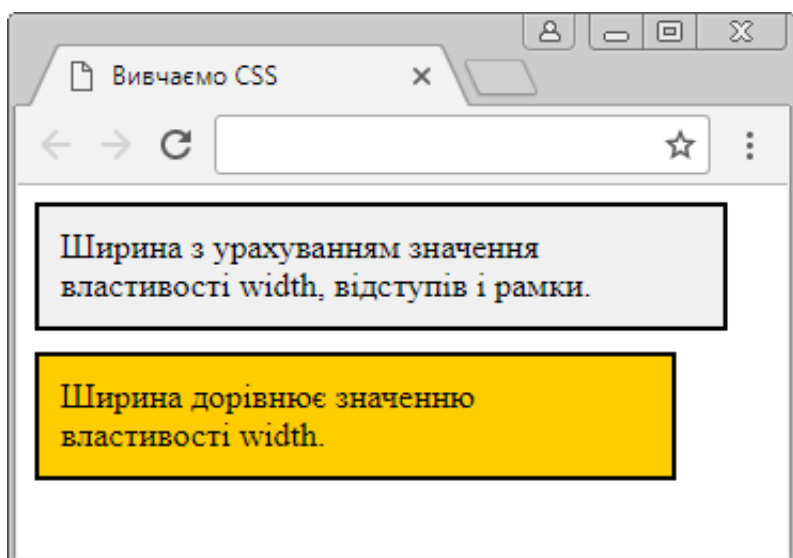 Вивчаємо CSS
Ширина з урахуванням значення
властивості width, відступів і рамки.
Ширина дорівнює значенню
властивості width.